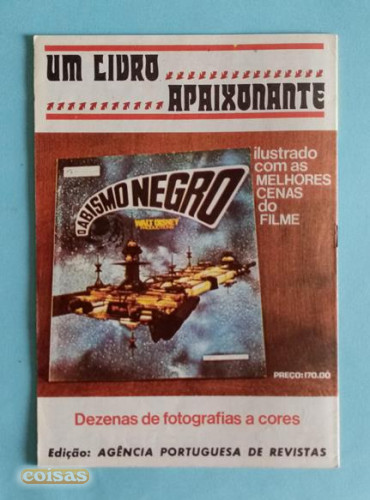 UM LIVRO
APAIXONANTE
ilustrado
com as
MELHORES
CENAS
do
FILME
O ABISMO NEGRO
WALT DISNEY
PREÇO: 170.00
Dezenas de fotografias a cores
Edição: AGÊNCIA PORTUGUESA DE REVISTAS
coisas